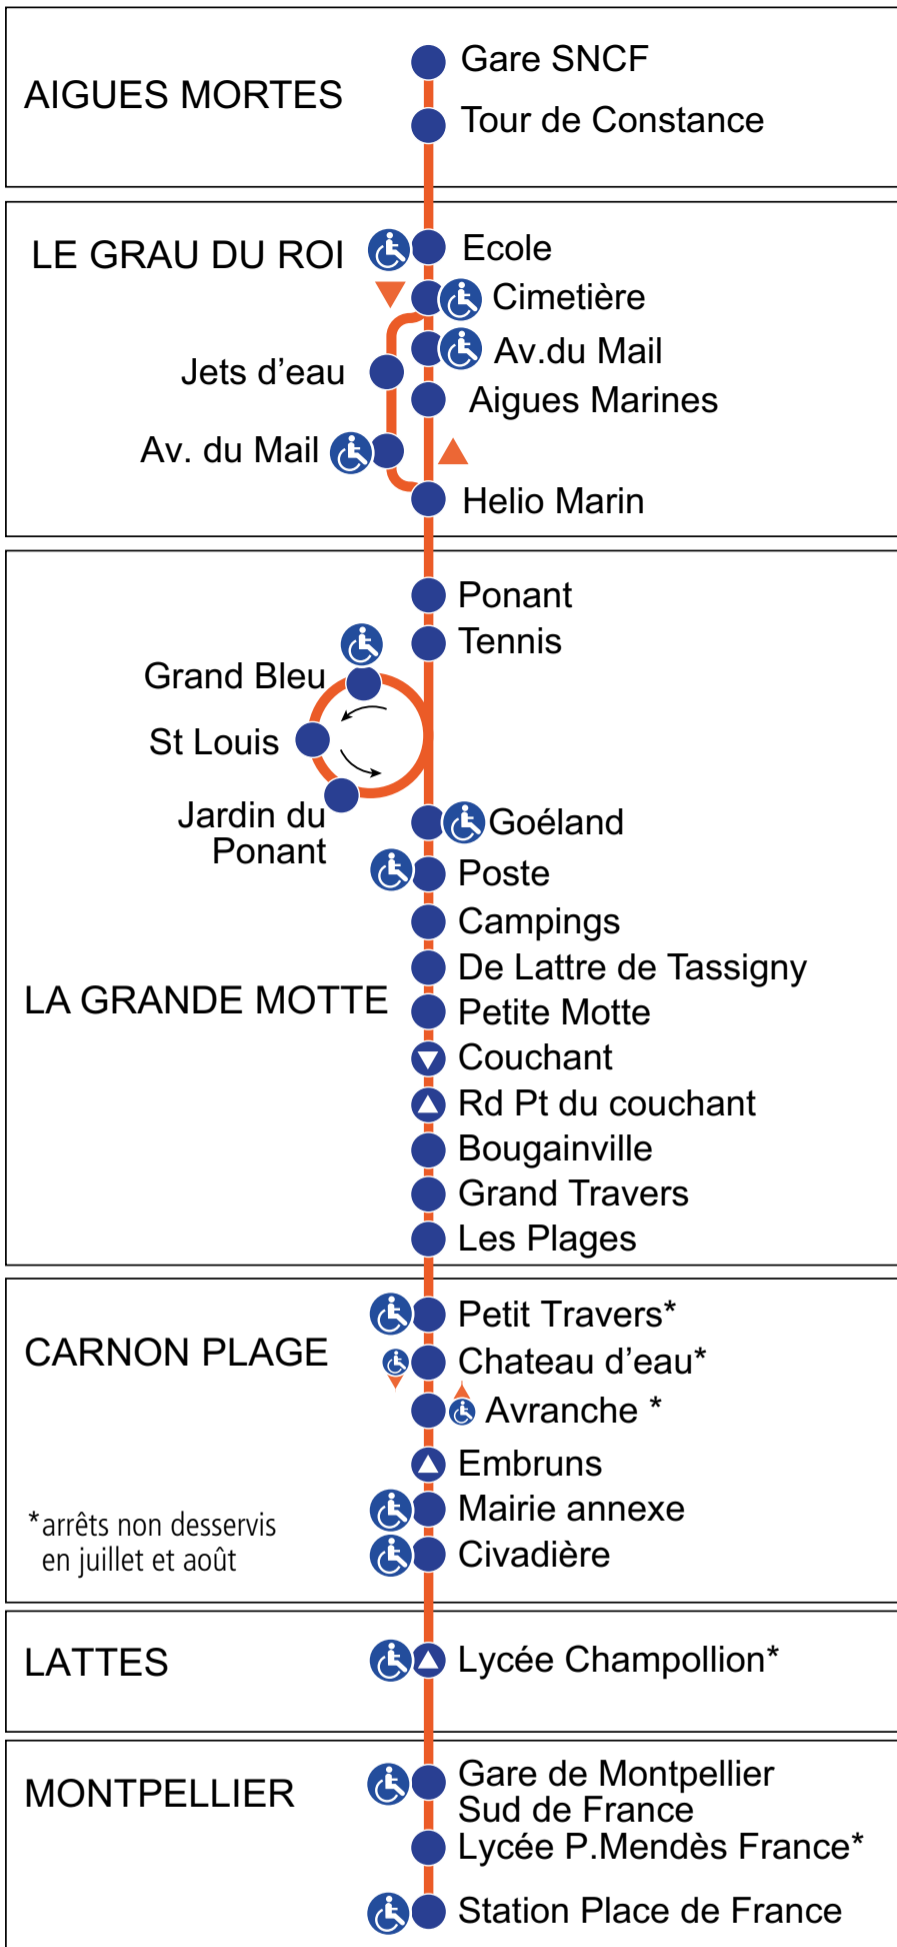 AIGUES MORTES
Gare SNCF
Tour de Constance
LE GRAU DU ROI
Ecole
Cimetière
Av.du Mail
Jets d'eau
Aigues Marines
Av. du Mail
Helio Marin
Ponant
Tennis
Grand Bleu
St Louis
Jardin du
Ponant
Goéland
Poste
Campings
De Lattre de Tassigny
LA GRANDE MOTTE
Petite Motte
Couchant
Rd Pt du couchant
Bougainville
Grand Travers
Les Plages
CARNON PLAGE
Petit Travers*
Chateau d'eau*
Avranche *
Embruns
Mairie annexe
Civadière
*arrêts non desservis
en juillet et août
LATTES
Lycée Champollion*
MONTPELLIER
Gare de Montpellier
Sud de France
Lycée P.Mendès France*
Station Place de France